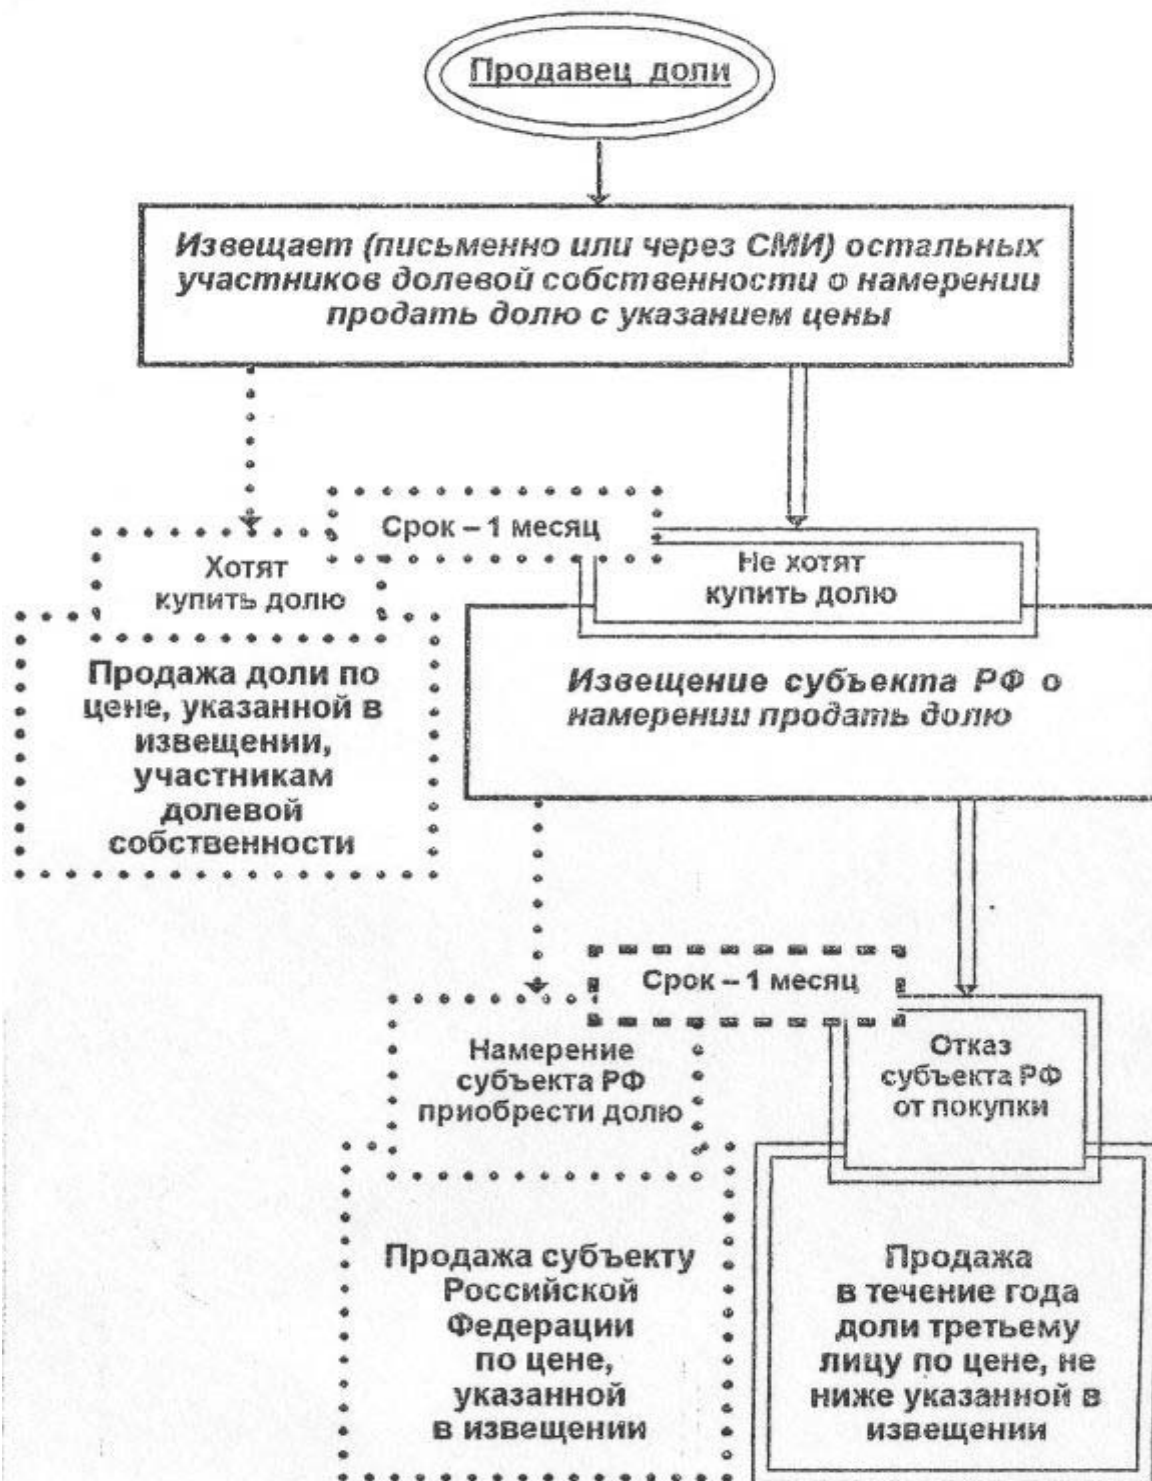 Продавец доли
Извещает (письменно или через СМИ) остальных
участников долевой собственности о намерении
продать долю с указанием цены
Срок – 1 месяц
Хотят
купить долю
Не хотят
купить долю
Продажа доли по
цене, указанной в
извещении,
участникам
долевой
собственности
Извещение субъекта РФ о
намерении продать долю
Срок – 1 месяц
Намерение
субъекта РФ
приобрести долю
Отказ
субъекта РФ
от покупки
Продажа субъекту
Российской
Федерации
по цене,
указанной
в извещении
Продажа
в течение года
доли третьему
лицу по цене, не
ниже указанной в
извещении